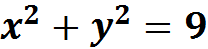 x² + y² = 9